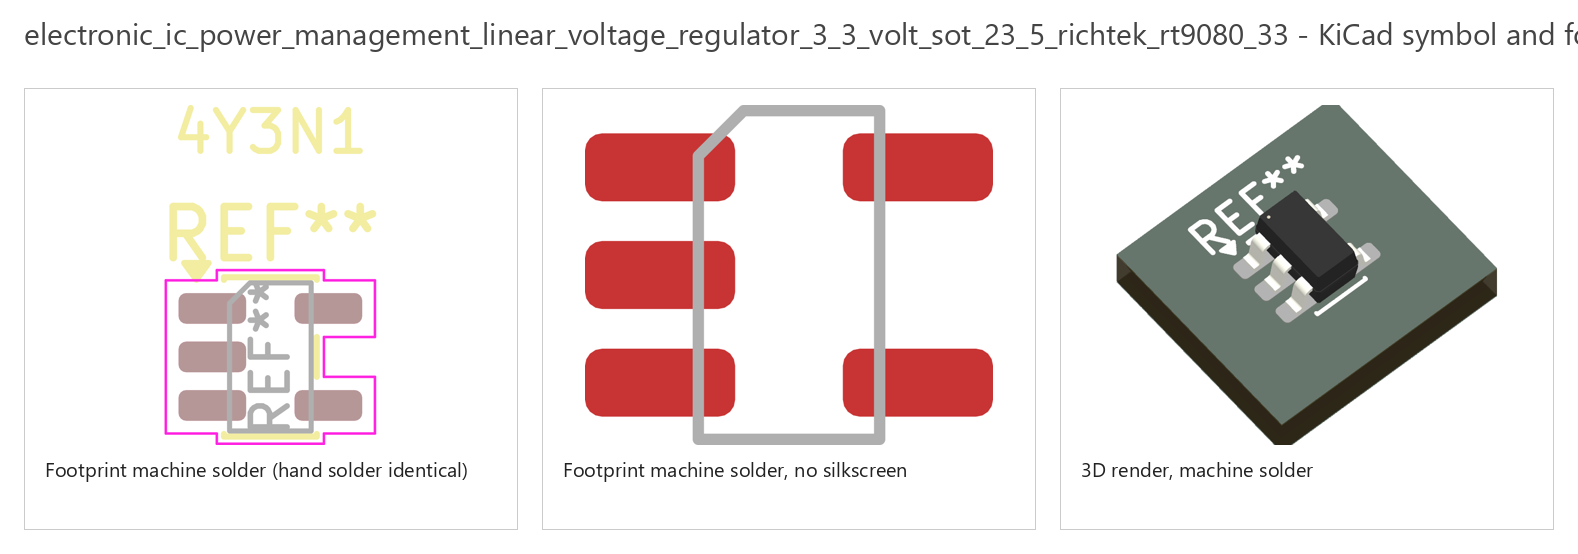 electronic_ic_power_management_linear_voltage_regulator_3_3_volt_sot_23_5_richtek_rt9080_33 - KiCad symbol and fo
4Y3N1
REF**
REF**
REF**
Footprint machine solder (hand solder identical)
Footprint machine solder, no silkscreen
3D render, machine solder